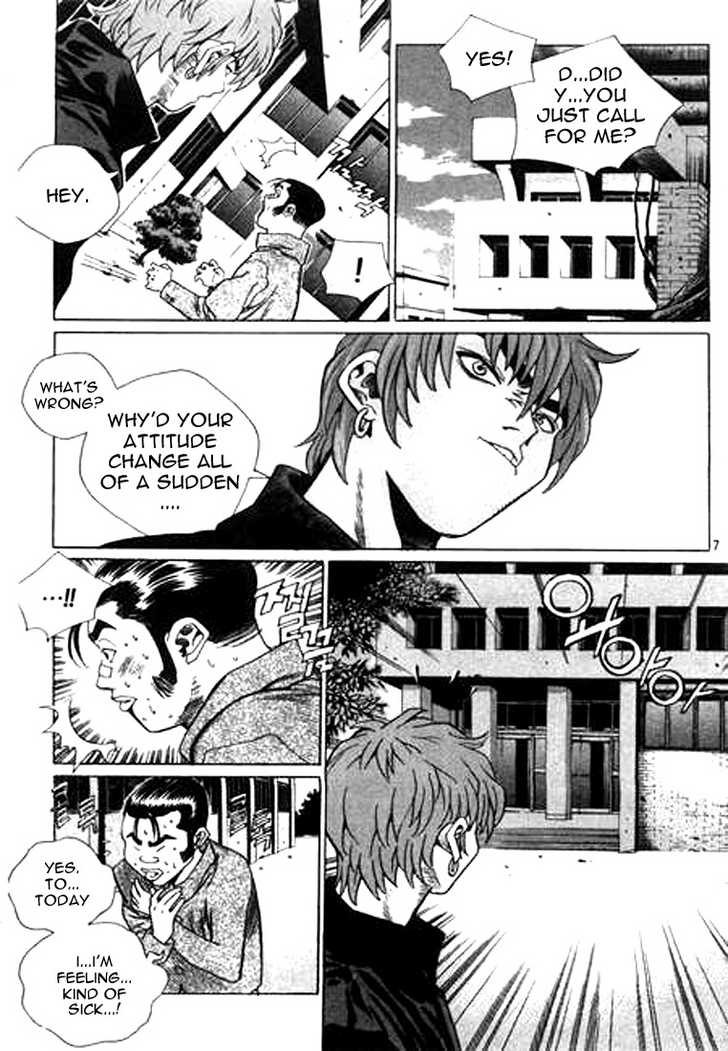 HEY.
!
YES!
D...DID
Y...YOU
JUST CALL
FOR ME?
WHAT'S
WRONG?
WHY'D YOUR
ATTITUDE
CHANGE ALL
OF A SUDDEN
....
7
...!!
YES,
TO...
TODAY
I...I'M
FEELING...
KIND OF
SICK...!